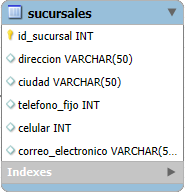 sucursales
id_sucursal INT
direccion VARCHAR(50)
ciudad VARCHAR(50)
telefono_fijo INT
celular INT
correo_electronico VARCHAR(5...
Indexes